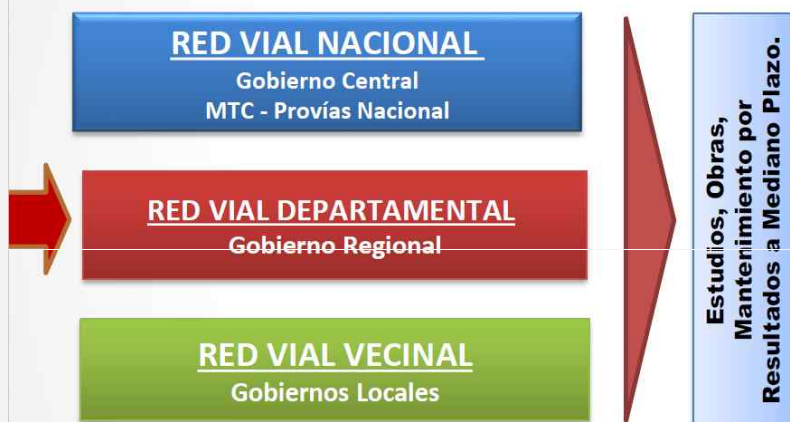 RED VIAL NACIONAL
Gobierno Central
MTC - Provías Nacional
RED VIAL DEPARTAMENTAL
Gobierno Regional
RED VIAL VECINAL
Gobiernos Locales
Estudios, Obras,
Mantenimiento por
Resultados a Mediano Plazo.